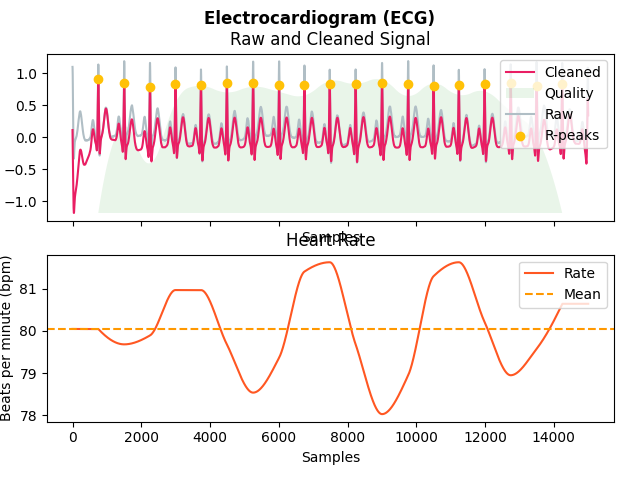 Electrocardiogram (ECG)
Raw and Cleaned Signal
1.0
0.5
0.0
−0.5
−1.0
Cleaned
Quality
Raw
R-peaks
Samples
Heart Rate
Beats per minute (bpm)
81
80
79
78
Rate
Mean
0 2000 4000 6000 8000 10000 12000 14000
Samples